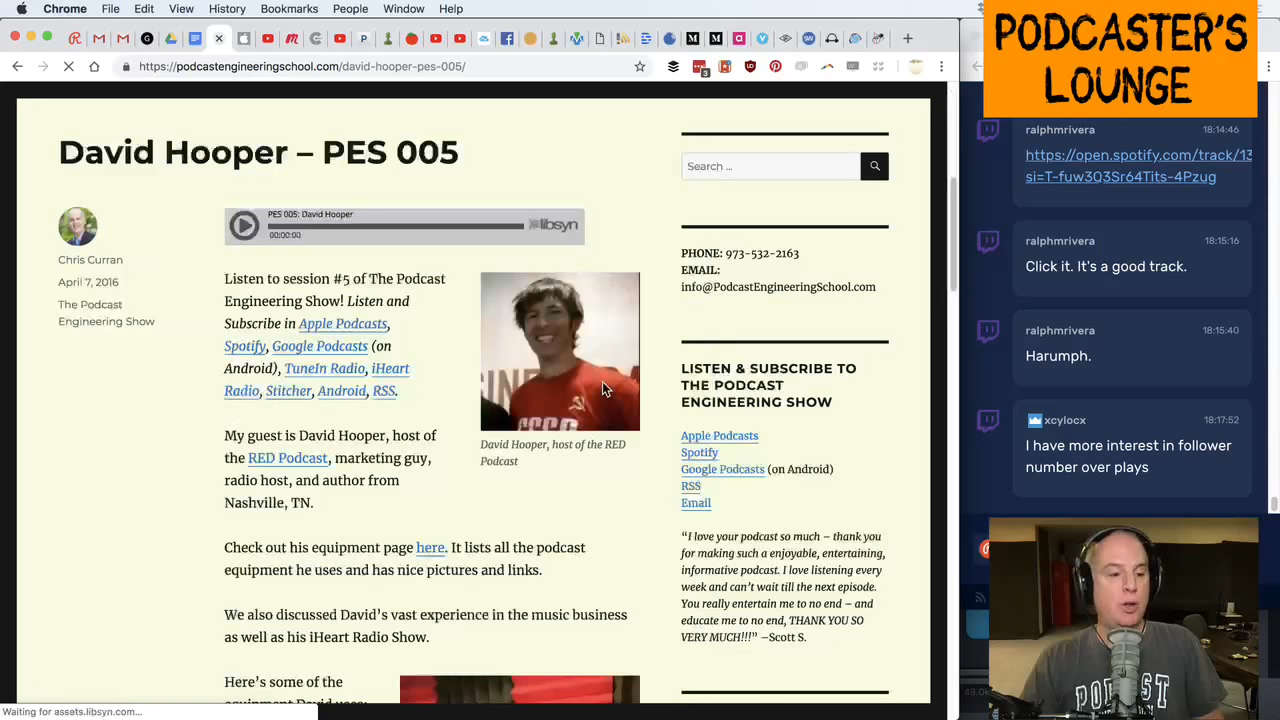 Chrome File Edit View History Bookmarks People Window Help
https://podcastengineeringschool.com/david-hooper-pes-005/
3
PODCASTER'S
LOUNGE
David Hooper – PES 005
Search ...
PES 005: David Hooper
libsyn
00:00:00
Chris Curran
April 7, 2016
The Podcast
Engineering Show
Listen to session #5 of The Podcast
Engineering Show! Listen and
Subscribe in Apple Podcasts,
Spotify, Google Podcasts (on
Android), TuneIn Radio, iHeart
Radio, Stitcher, Android, RSS.
My guest is David Hooper, host of
the RED Podcast, marketing guy,
radio host, and author from
Nashville, TN.
David Hooper, host of the RED
Podcast
Check out his equipment page here. It lists all the podcast
equipment he uses and has nice pictures and links.
We also discussed David's vast experience in the music business
as well as his iHeart Radio Show.
Here's some of the
equipment David uses:
PHONE: 973-532-2163
EMAIL:
info@PodcastEngineeringSchool.com
LISTEN & SUBSCRIBE TO
THE PODCAST
ENGINEERING SHOW
Apple Podcasts
Spotify
Google Podcasts (on Android)
RSS
Email
“I love your podcast so much – thank you
for making such a enjoyable, entertaining,
informative podcast. I love listening every
week and can't wait till the next episode.
You really entertain me to no end – and
educate me to no end, THANK YOU SO
VERY MUCH!!!” –Scott S.
ralphmrivera 18:14:46
https://open.spotify.com/track/13
si=T-fuw3Q3Sr64Tits-4Pzug
ralphmrivera 18:15:16
Click it. It's a good track.
ralphmrivera 18:15:40
Harumph.
xcylocx 18:17:52
I have more interest in follower
number over plays
48.0k
Waiting for assets.libsyn.com...